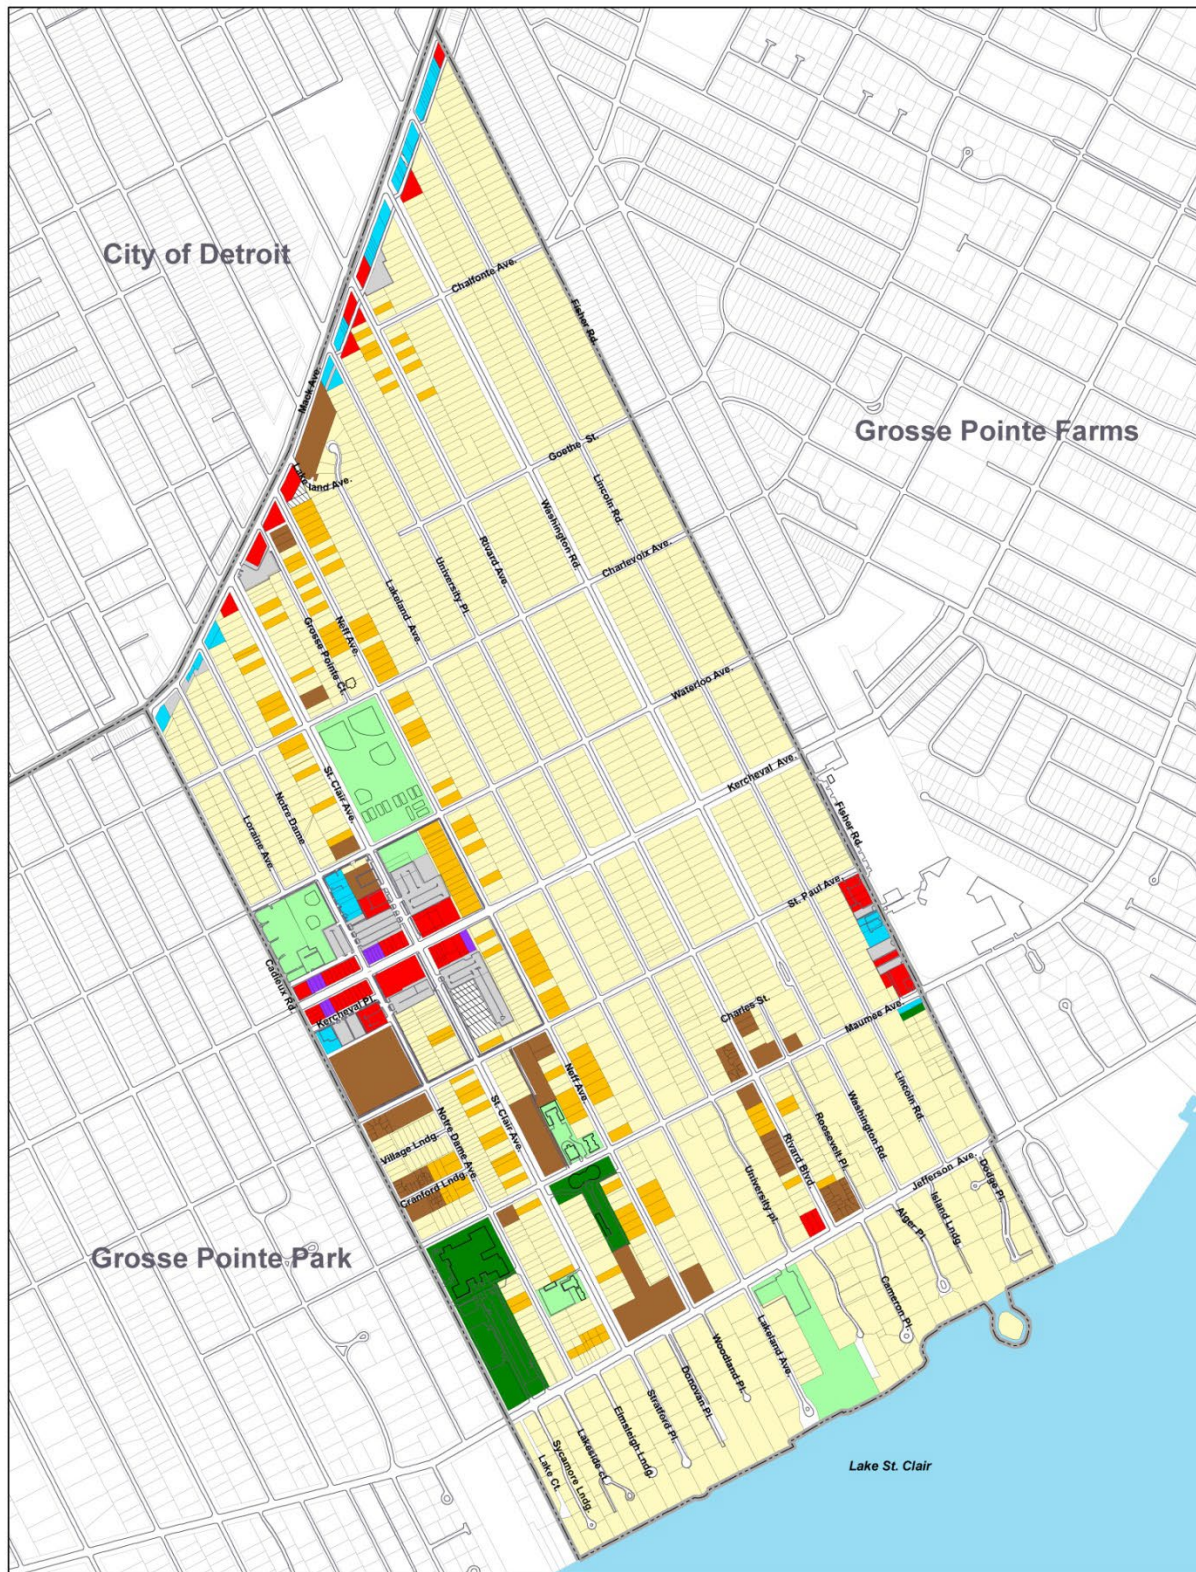 City of Detroit
Chalfonte Ave.
Fisher Rd.
Mack Ave.
Grosse Pointe Farms
Goethe St.
Lakeland Ave.
Lincoln Rd.
Washington Rd.
Rivard Ave.
Charlevoix Ave.
University Pl.
Lakeland Ave.
Neff Ave.
Grosse Pointe Ct.
Waterloo Ave.
Kercheval Ave.
St. Clair Ave.
Notre Dame
Loraine Ave.
Fisher Rd.
St. Paul Ave.
Cadieux Rd.
Kercheval Pl.
Charles St.
Maumee Ave.
Neff Ave.
St. Clair Ave.
Notre Dame Ave.
Village Lndg.
Cranford Lndg.
Lincoln Rd.
Washington Rd.
Roosevelt Pl.
Rivard Blvd.
University pl.
Jefferson Ave.
Dodge Pl.
Island Lndg.
Alger Pl.
Cameron Pl.
Grosse Pointe Park
Lakeland Ave.
Woodland Pl.
Donovan Pl.
Stratford Pl.
Elmsleigh Lndg.
Lakeside ct.
Sycamore Lndg.
Lake Ct.
Lake St. Clair